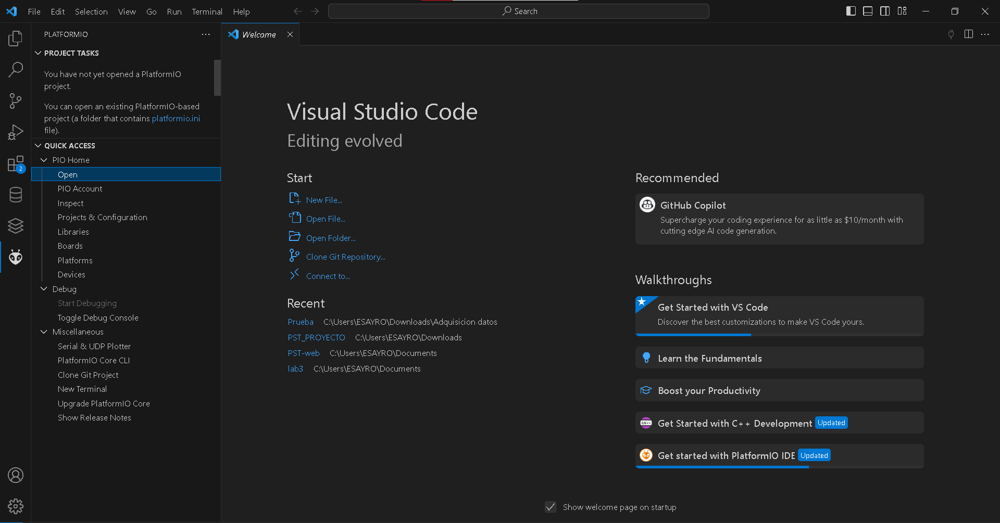 File Edit Selection View Go Run Terminal Help
Search
PLATFORMIO
PROJECT TASKS
You have not yet opened a PlatformIO
project.
You can open an existing PlatformIO-based
project (a folder that contains platformio.ini
file).
QUICK ACCESS
PIO Home
Open
PIO Account
Inspect
Projects & Configuration
Libraries
Boards
Platforms
Devices
Debug
Start Debugging
Toggle Debug Console
Miscellaneous
Serial & UDP Plotter
PlatformIO Core CLI
Clone Git Project
New Terminal
Upgrade PlatformIO Core
Show Release Notes
2
Welcome
Visual Studio Code
Editing evolved
Start
New File...
Open File...
Open Folder...
Clone Git Repository...
Connect to...
Recent
Prueba C:\Users\ESAYRO\Downloads\Adquisicion datos
PST_PROYECTO C:\Users\ESAYRO\Downloads
PST-web C:\Users\ESAYRO\Documents
lab3 C:\Users\ESAYRO\Documents
Recommended
GitHub Copilot
Supercharge your coding experience for as little as $10/month with
cutting edge AI code generation.
Walkthroughs
Get Started with VS Code
Discover the best customizations to make VS Code yours.
Learn the Fundamentals
Boost your Productivity
C/C++ Get Started with C++ Development Updated
Get started with PlatformIO IDE Updated
Show welcome page on startup